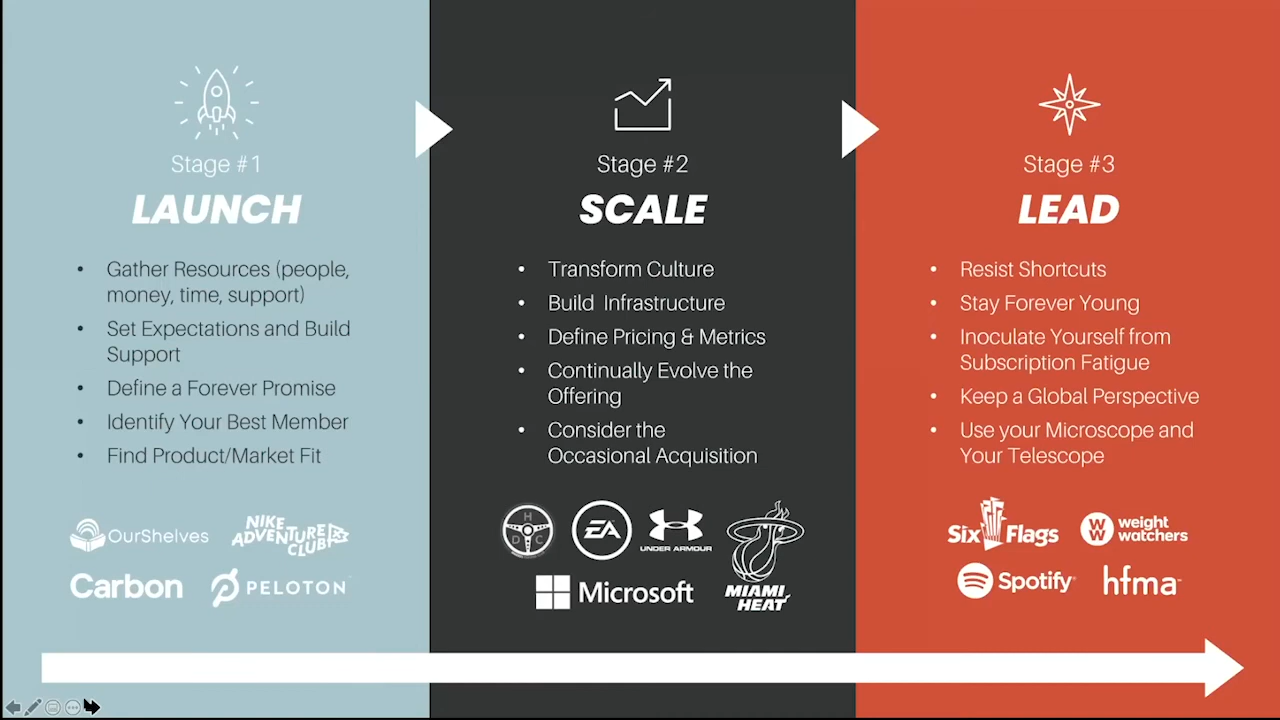 Stage #1
LAUNCH
• Gather Resources (people,
money, time, support)
• Set Expectations and Build
Support
• Define a Forever Promise
• Identify Your Best Member
• Find Product/Market Fit
OurShelves
NIKE
ADVENTURE
CLUB
Carbon
PELOTON
Stage #2
SCALE
• Transform Culture
• Build  Infrastructure
• Define Pricing & Metrics
• Continually Evolve the
Offering
• Consider the
Occasional Acquisition
H
D C
EA
UNDER ARMOUR
Microsoft
MIAMI
HEAT
Stage #3
LEAD
• Resist Shortcuts
• Stay Forever Young
• Inoculate Yourself from
Subscription Fatigue
• Keep a Global Perspective
• Use your Microscope and
Your Telescope
Six Flags
W
W
weight
watchers
Spotify
hfma